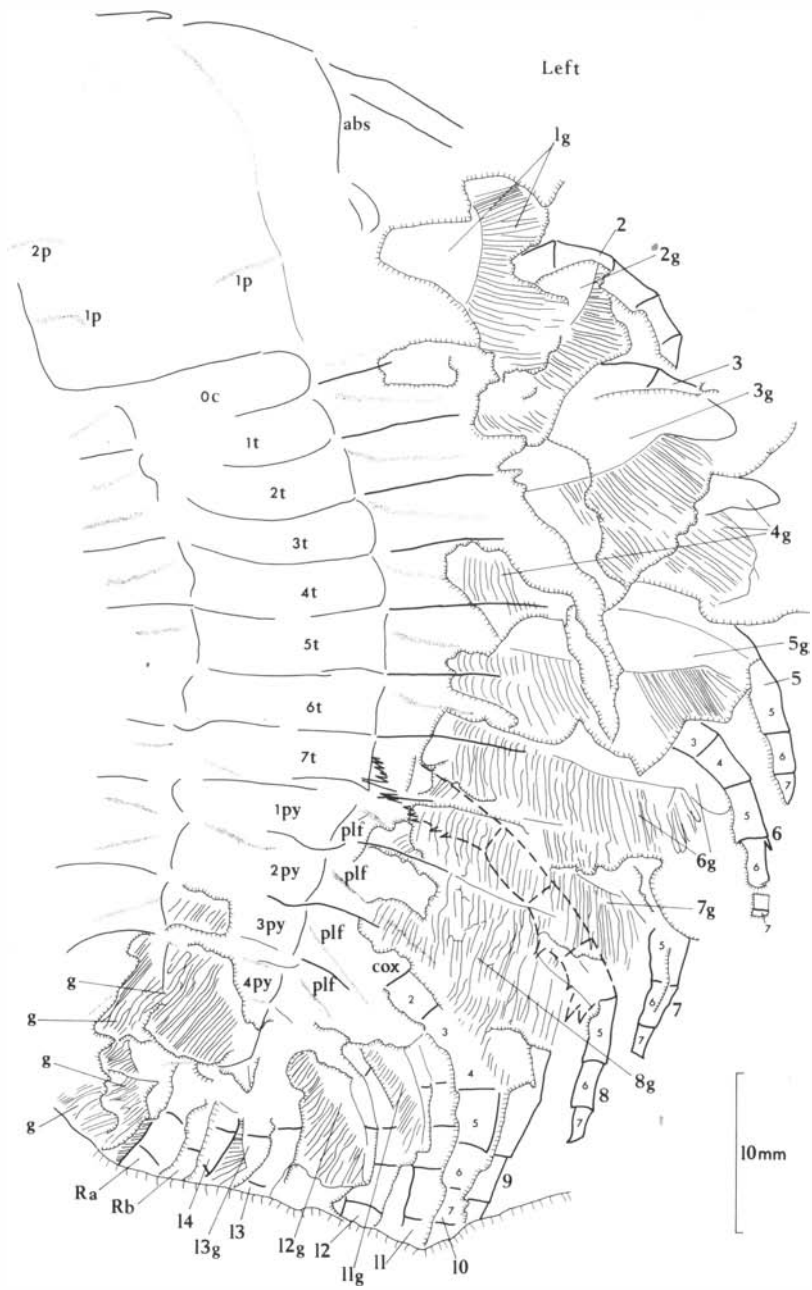 Left
abs
1g
2
2g
2p
1p
1p
3
3g
0c
1t
2t
3t
4g
4t
5t
5g
5
6t
5
3
4
6
7t
7
1py
5
6
plf
6g
2py
6
plf
7g
3py
7
plf
cox
g
4py
plf
5
2
g
3
6
7
5
7
g
4
8g
6
8
g
5
7
10mm
6
9
Ra
Rb
14
13g
13
12g
12
11g
11
7
10